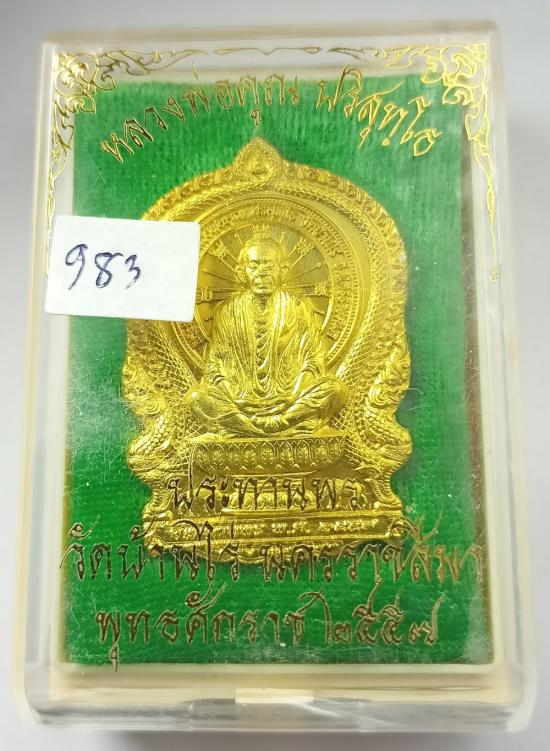 หลวงพ่อคูณ ปริสุทโธ
983
ประทานพร
วัดบ้านไร่ นครราชสีมา
พุทธศักราช ๒๕๕๗